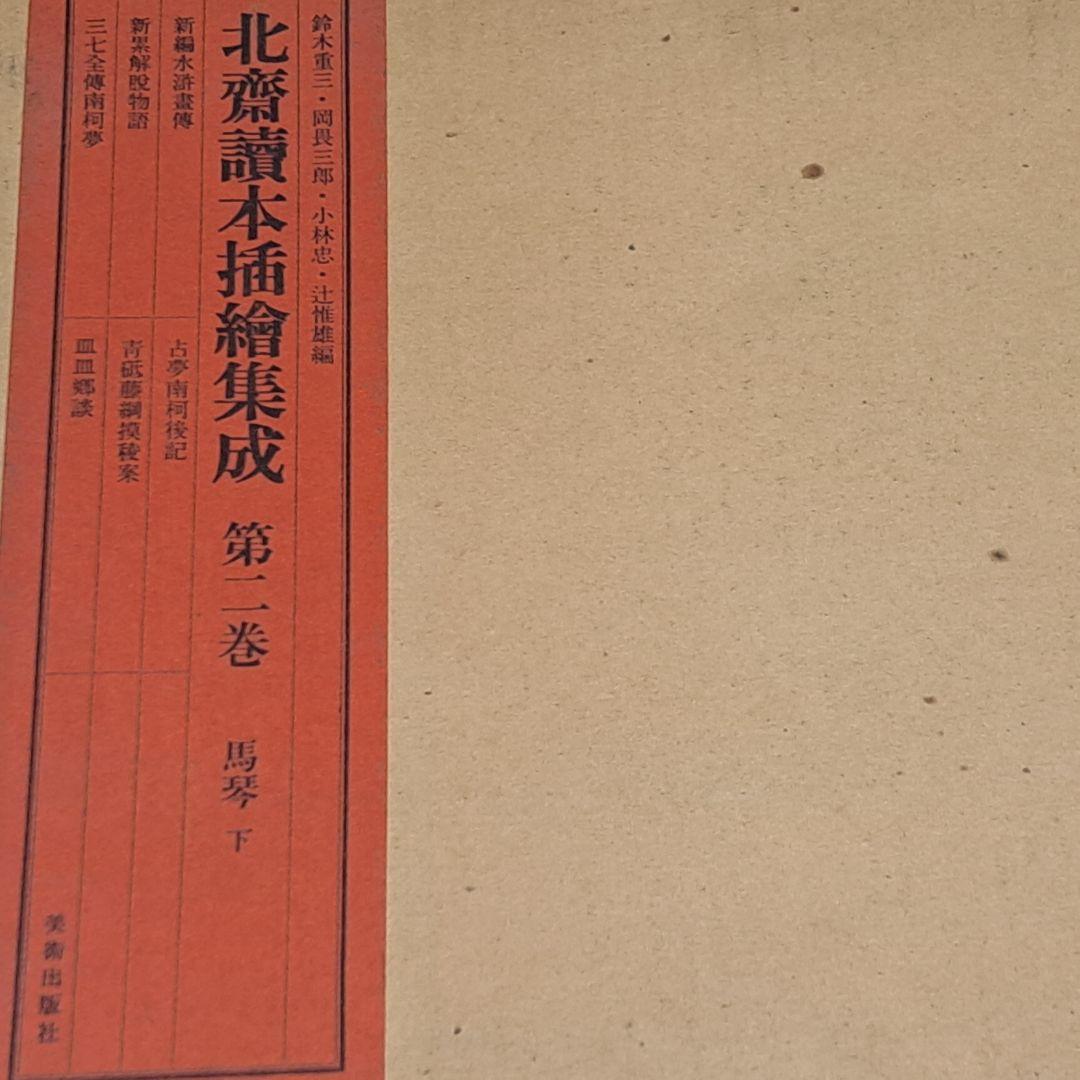 鈴木重三・岡畏三郎・小林忠・辻惟雄編
北齋讀本插繪集成 第二巻 馬琴 下
新編水滸畫傳
新累解脫物語
三七全傳南柯夢
占夢南柯後記
青砥藤綱摸稜案
皿皿鄕談
美術出版社